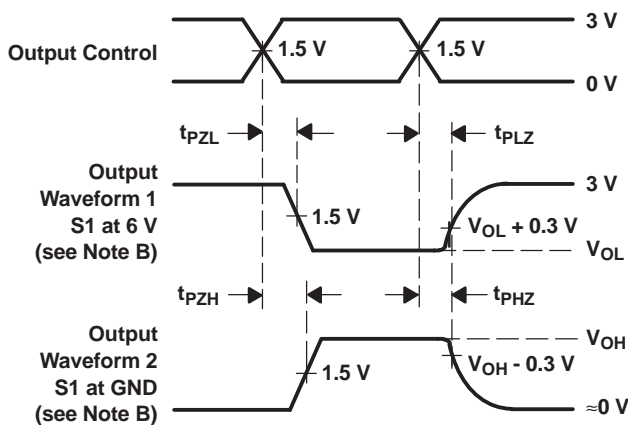 3 V
Output Control
1.5 V
1.5 V
0 V
tPZL
tPLZ
Output
Waveform 1
S1 at 6 V
(see Note B)
3 V
1.5 V
VOL + 0.3 V
VOL
tPZH
tPHZ
Output
Waveform 2
S1 at GND
(see Note B)
VOH
1.5 V
VOH - 0.3 V
≈0 V